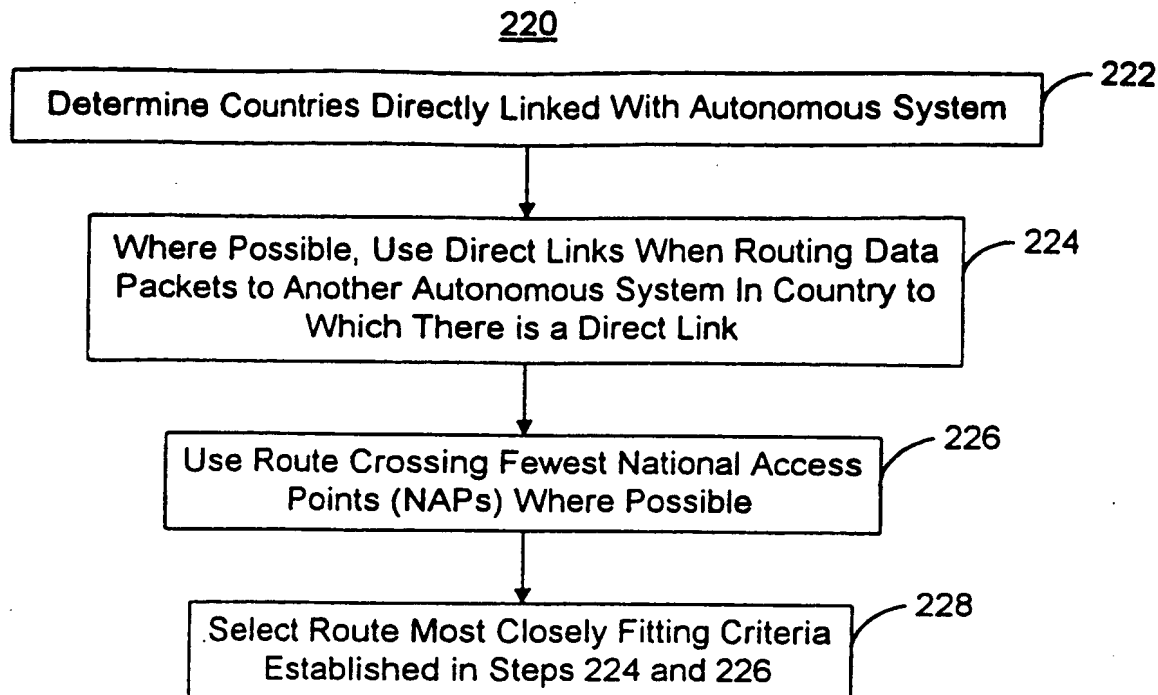 220
Determine Countries Directly Linked With Autonomous System
222
Where Possible, Use Direct Links When Routing Data
Packets to Another Autonomous System In Country to
Which There is a Direct Link
224
Use Route Crossing Fewest National Access
Points (NAPs) Where Possible
226
Select Route Most Closely Fitting Criteria
Established in Steps 224 and 226
228